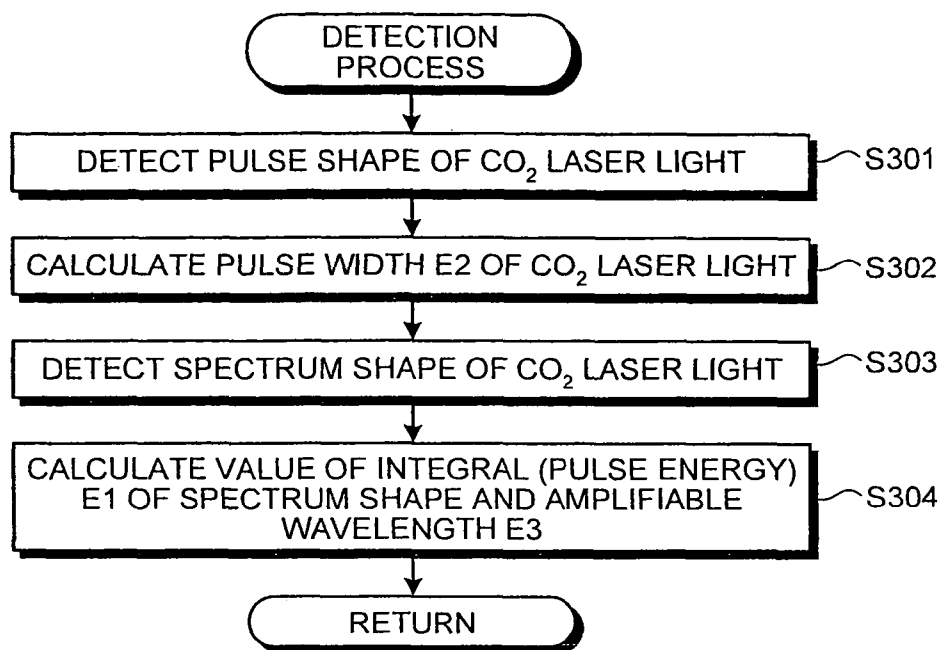 DETECTION
PROCESS
DETECT PULSE SHAPE OF CO₂ LASER LIGHT
S301
CALCULATE PULSE WIDTH E2 OF CO₂ LASER LIGHT
S302
DETECT SPECTRUM SHAPE OF CO₂ LASER LIGHT
S303
CALCULATE VALUE OF INTEGRAL (PULSE ENERGY)
E1 OF SPECTRUM SHAPE AND AMPLIFIABLE
WAVELENGTH E3
S304
RETURN